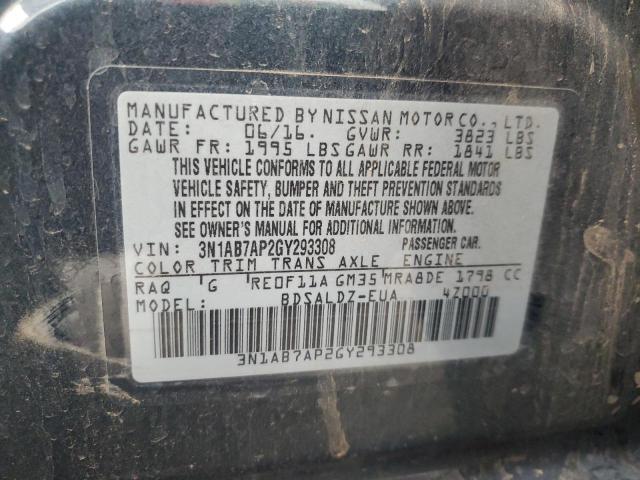 MANUFACTURED BY NISSAN MOTOR CO., LTD.
DATE: 06/16. GVWR: 3823 LBS
GAWR FR: 1995 LBS GAWR RR: 1841 LBS
THIS VEHICLE CONFORMS TO ALL APPLICABLE FEDERAL MOTOR
VEHICLE SAFETY, BUMPER AND THEFT PREVENTION STANDARDS
IN EFFECT ON THE DATE OF MANUFACTURE SHOWN ABOVE.
SEE OWNER'S MANUAL FOR ADDITIONAL INFORMATION.
VIN: 3N1AB7AP2GY293308 PASSENGER CAR.
COLOR TRIM TRANS AXLE ENGINE
RAQ G RE0F11A GM35 MRA8DE 1798 CC
MODEL: BDSALDZ-EUA 4Z000
3N1AB7AP2GY293308